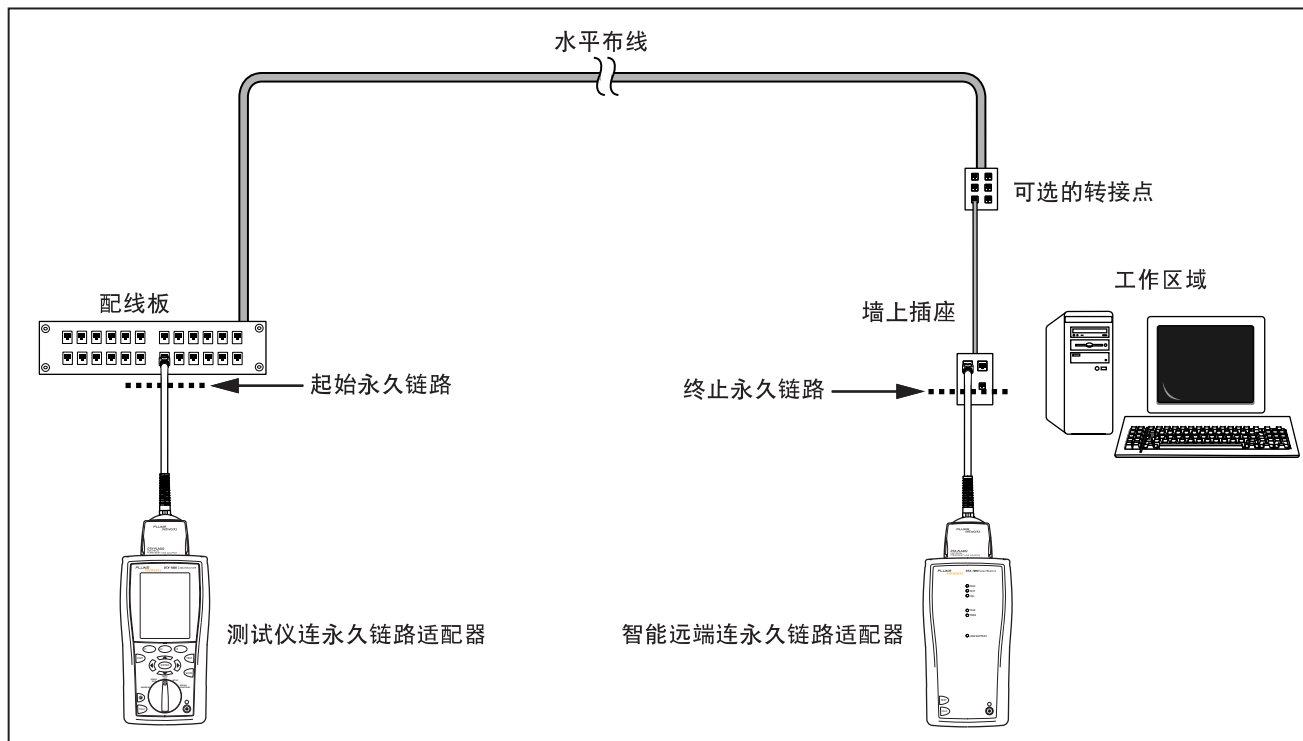 水平布线
可选的转接点
工作区域
配线板
墙上插座
起始永久链路
终止永久链路
测试仪连永久链路适配器
智能远端连永久链路适配器